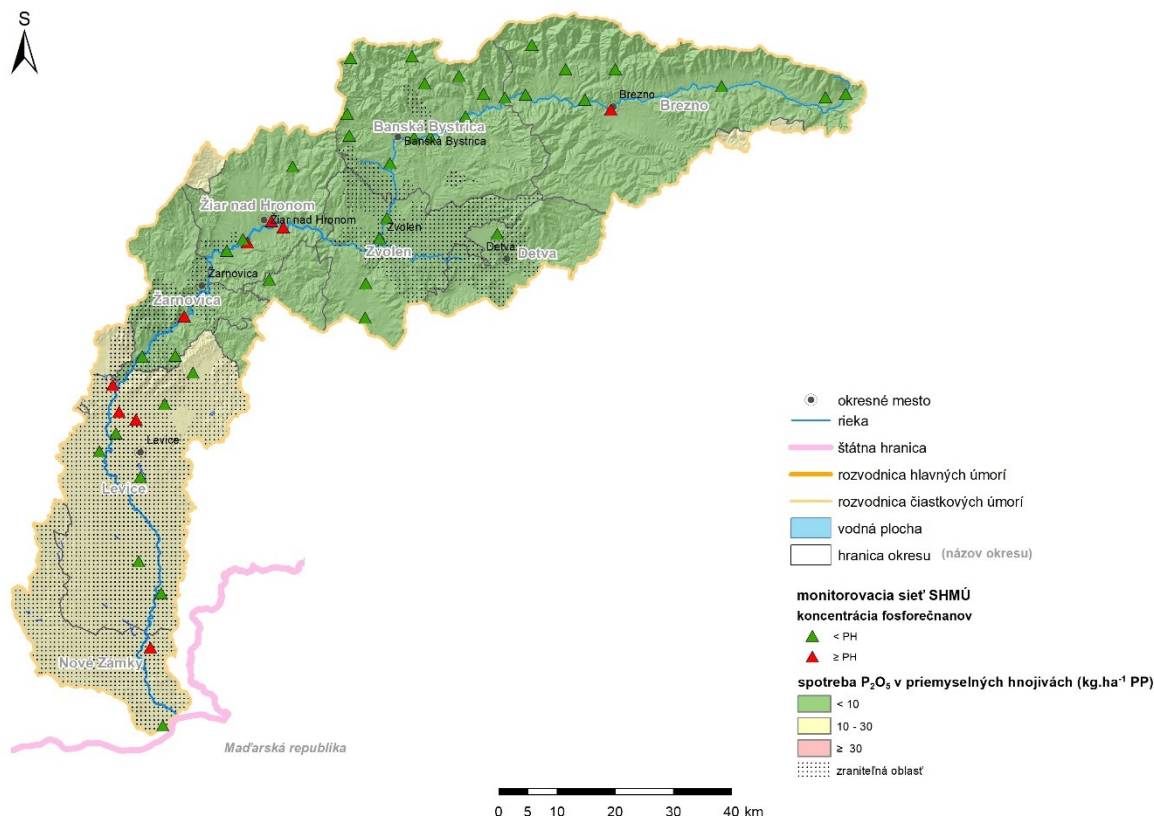 S
Brezno
Brezno
Banská Bystrica
Banská Bystrica
Žiar nad Hronom
Žiar nad Hronom
Zvolen
Zvolen
Detva
Detva
Žarnovica
Žarnovica
Levice
Levice
Nové Zámky
Maďarská republika
okresné mesto
rieka
štátna hranica
rozvodnica hlavných úmorí
rozvodnica čiastkových úmorí
vodná plocha
hranica okresu (názov okresu)
monitorovacia sieť SHMÚ
koncentrácia fosforečnanov
< PH
≥ PH
spotreba P₂O₅ v priemyselných hnojivách (kg.ha⁻¹ PP)
< 10
10 - 30
≥ 30
zraniteľná oblasť
0 5 10 20 30 40 km